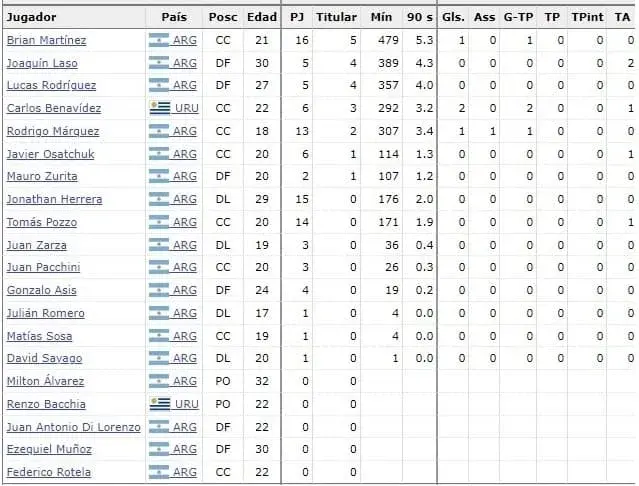 Jugador País Posc Edad PJ Titular Mín 90 s Gls. Ass G-TP TP TPint TA
Brian Martínez ARG CC 21 16 5 479 5.3 1 0 1 0 0 0
Joaquín Laso ARG DF 30 5 4 389 4.3 0 0 0 0 0 2
Lucas Rodríguez ARG DF 27 5 4 357 4.0 0 0 0 0 0 0
Carlos Benavídez URU CC 22 6 3 292 3.2 2 0 2 0 0 1
Rodrigo Márquez ARG CC 18 13 2 307 3.4 1 1 1 0 0 0
Javier Osatchuk ARG CC 20 6 1 114 1.3 0 0 0 0 0 1
Mauro Zurita ARG DF 20 2 1 107 1.2 0 0 0 0 0 0
Jonathan Herrera ARG DL 29 15 0 176 2.0 0 0 0 0 0 0
Tomás Pozzo ARG CC 20 14 0 171 1.9 0 0 0 0 0 1
Juan Zarza ARG DL 19 3 0 36 0.4 0 0 0 0 0 0
Juan Pacchini ARG CC 20 3 0 26 0.3 0 0 0 0 0 0
Gonzalo Asis ARG DF 24 4 0 19 0.2 0 0 0 0 0 0
Julián Romero ARG DL 17 1 0 4 0.0 0 0 0 0 0 0
Matías Sosa ARG CC 19 1 0 4 0.0 0 0 0 0 0 0
David Sayago ARG DL 20 1 0 1 0.0 0 0 0 0 0 0
Milton Álvarez ARG PO 32 0 0
Renzo Bacchia URU PO 22 0 0
Juan Antonio Di Lorenzo ARG DF 22 0 0
Ezequiel Muñoz ARG DF 30 0 0
Federico Rotela ARG CC 22 0 0